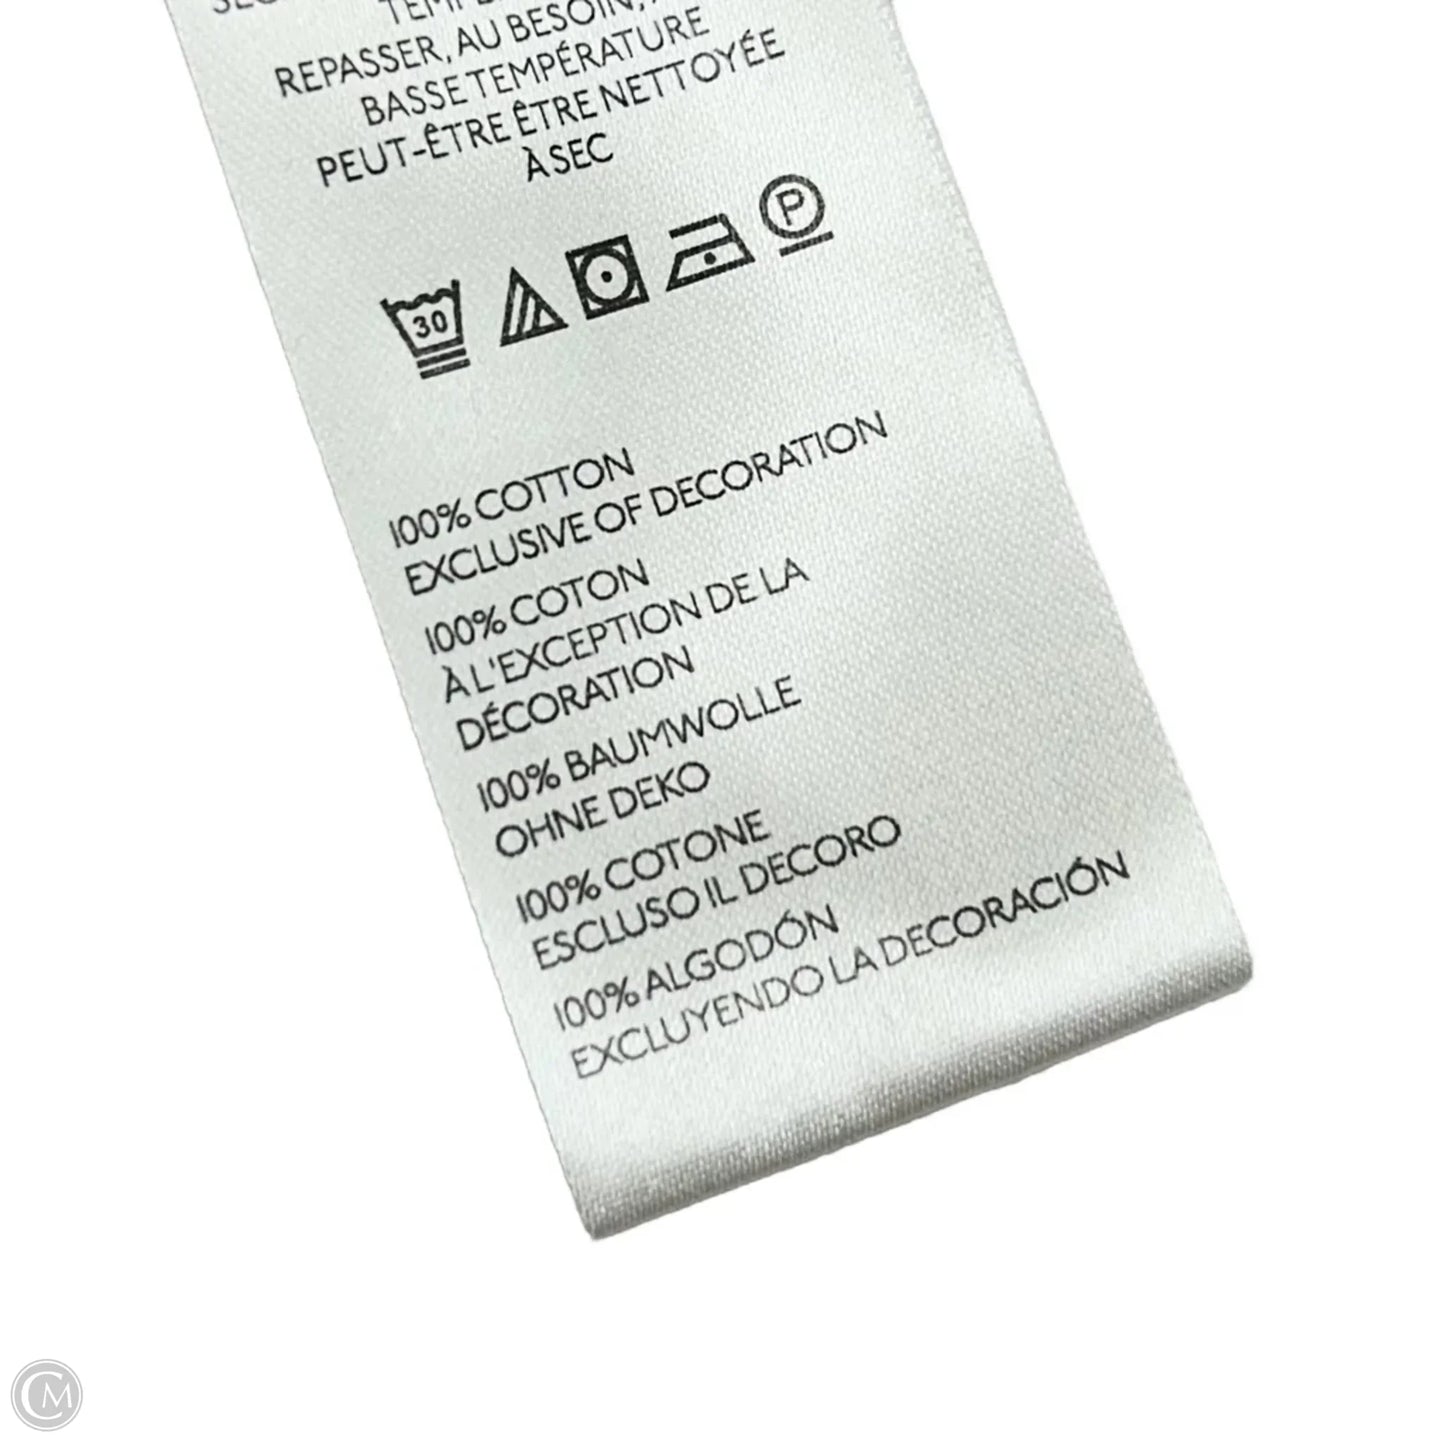 REPASSER, AU BESOIN,
BASSE TEMPÉRATURE
PEUT-ÊTRE ÊTRE NETTOYÉE
À SEC
30
P
100% COTTON
EXCLUSIVE OF DECORATION
100% COTON
À L'EXCEPTION DE LA
DÉCORATION
100% BAUMWOLLE
OHNE DEKO
100% COTONE
ESCLUSO IL DECORO
100% ALGODÓN
EXCLUYENDO LA DECORACIÓN
CM